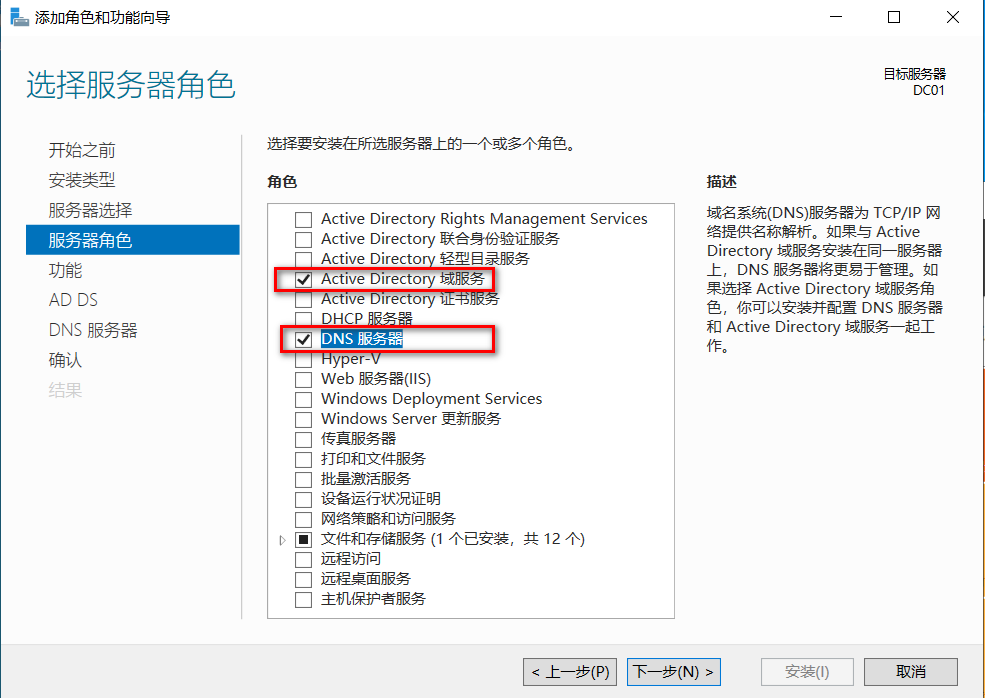 添加角色和功能向导
选择服务器角色
目标服务器
DC01
开始之前
安装类型
服务器选择
服务器角色
功能
AD DS
DNS 服务器
确认
结果
选择要安装在所选服务器上的一个或多个角色。
角色
Active Directory Rights Management Services
Active Directory 联合身份验证服务
Active Directory 轻型目录服务
Active Directory 域服务
Active Directory 证书服务
DHCP 服务器
DNS 服务器
Hyper-V
Web 服务器(IIS)
Windows Deployment Services
Windows Server 更新服务
传真服务器
打印和文件服务
批量激活服务
设备运行状况证明
网络策略和访问服务
文件和存储服务 (1 个已安装，共 12 个)
远程访问
远程桌面服务
主机保护者服务
描述
域名系统(DNS)服务器为 TCP/IP 网
络提供名称解析。如果与 Active
Directory 域服务安装在同一服务器
上，DNS 服务器将更易于管理。如
果选择 Active Directory 域服务角
色，你可以安装并配置 DNS 服务器
和 Active Directory 域服务一起工
作。
< 上一步(P)
下一步(N) >
安装(I)
取消